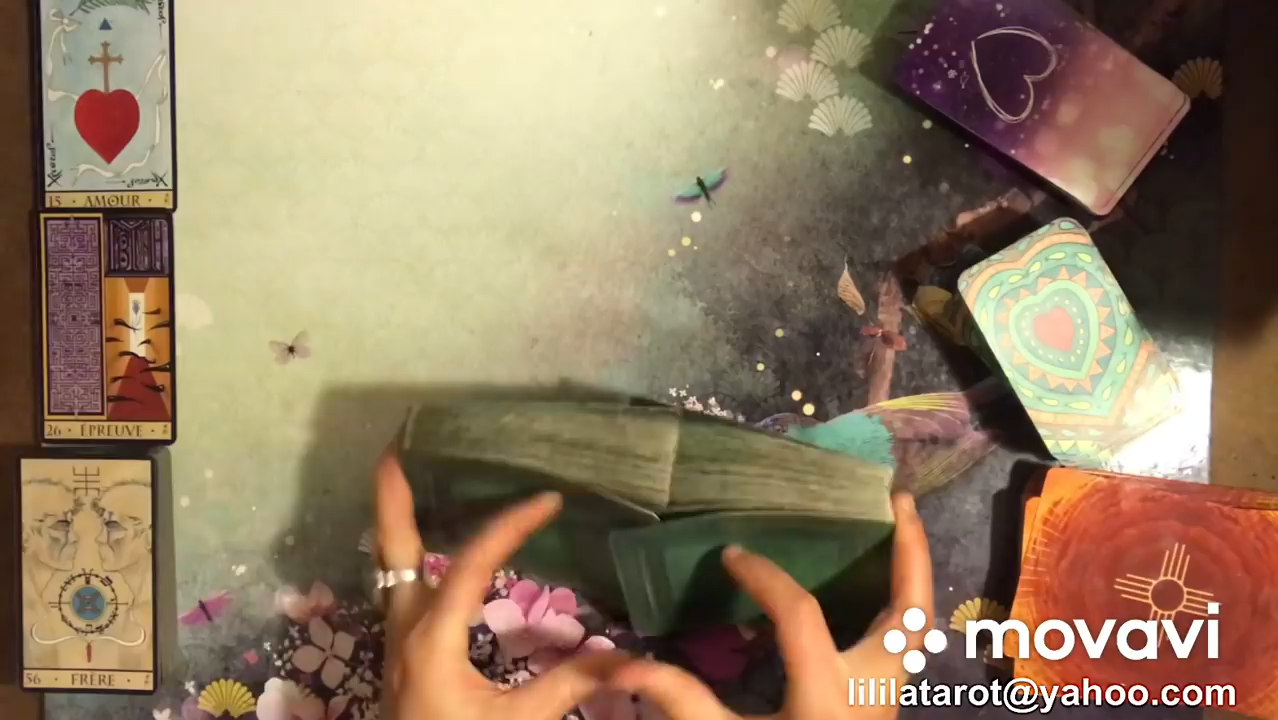 15 • AMOUR •
26 • ÉPREUVE •
56 • FRÈRE •
movavi
lililatarot@yahoo.com